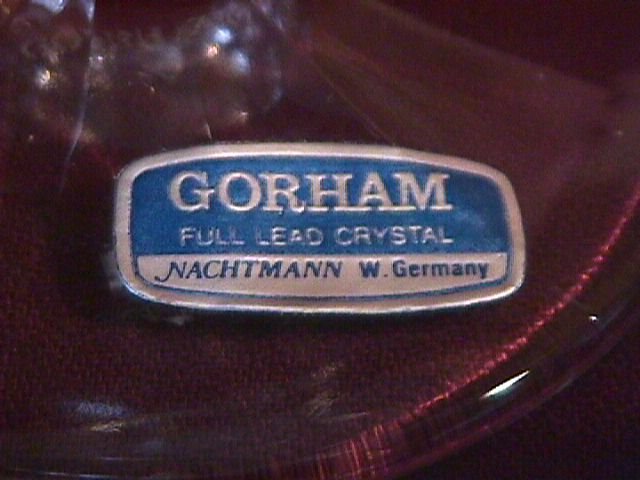 GORHAM
FULL LEAD CRYSTAL
NACHTMANN W. Germany